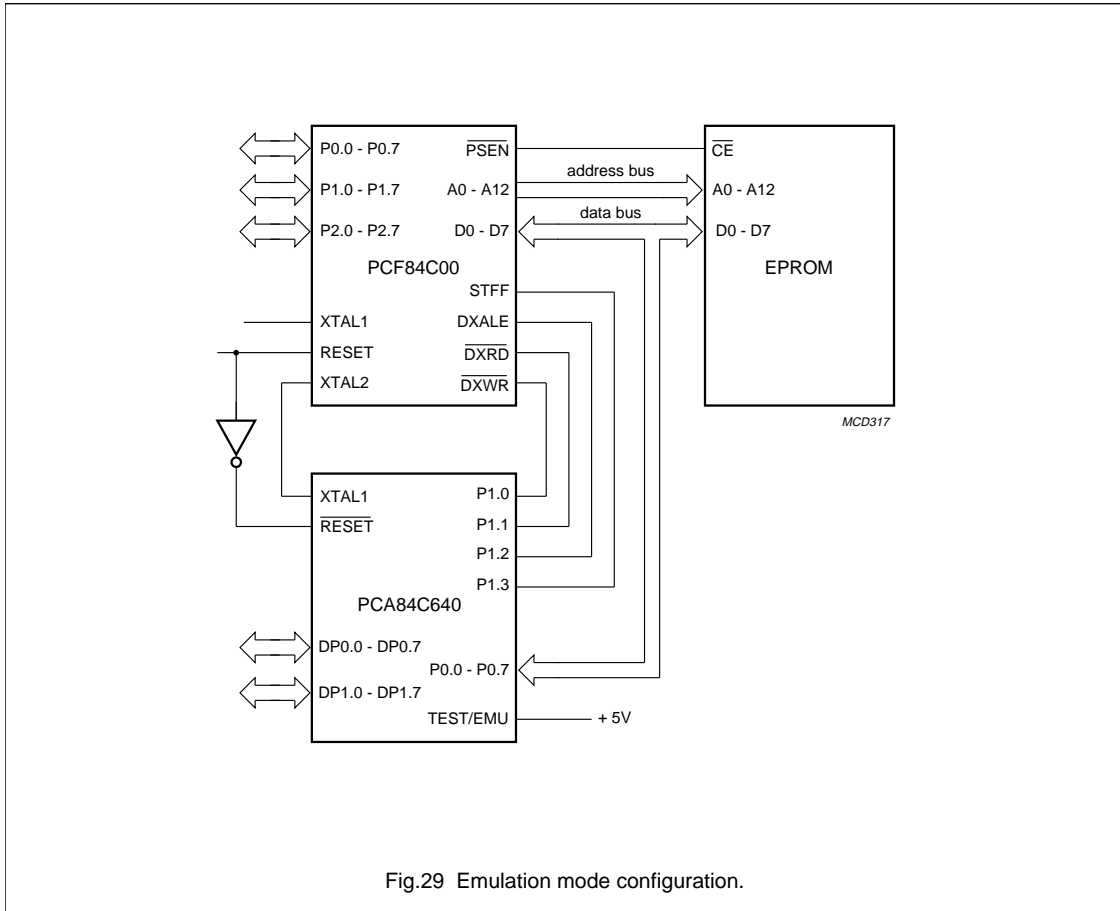 P0.0 - P0.7
PSEN
CE
address bus
P1.0 - P1.7
A0 - A12
A0 - A12
data bus
P2.0 - P2.7
D0 - D7
D0 - D7
PCF84C00
EPROM
STFF
XTAL1
DXALE
RESET
DXRD
XTAL2
DXWR
MCD317
XTAL1
P1.0
RESET
P1.1
P1.2
P1.3
PCA84C640
DP0.0 - DP0.7
P0.0 - P0.7
DP1.0 - DP1.7
TEST/EMU
+ 5V
Fig.29 Emulation mode configuration.